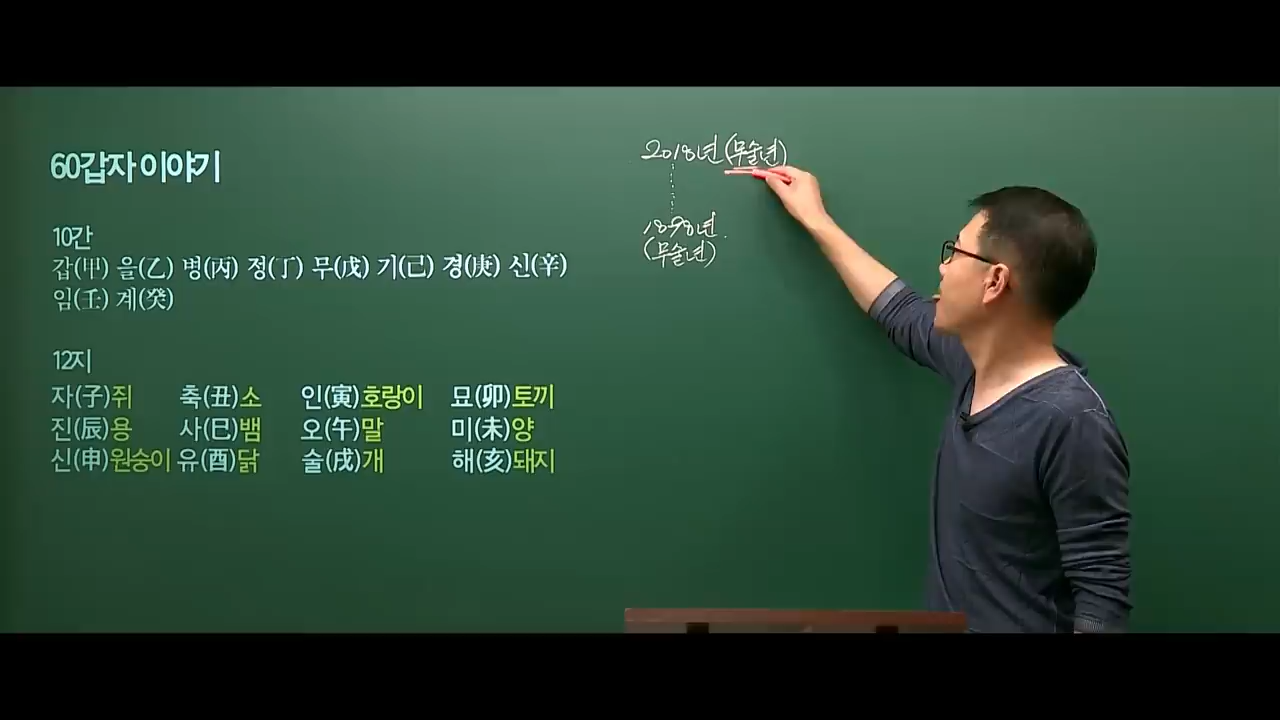 60갑자 이야기
10간
갑(甲) 을(乙) 병(丙) 정(丁) 무(戊) 기(己) 경(庚) 신(辛)
임(壬) 계(癸)
12지
자(子)쥐 축(丑)소 인(寅)호랑이 묘(卯)토끼
진(辰)용 사(巳)뱀 오(午)말 미(未)양
신(申)원숭이 유(酉)닭 술(戌)개 해(亥)돼지
2018년(무술년)
1898년
(무술년)